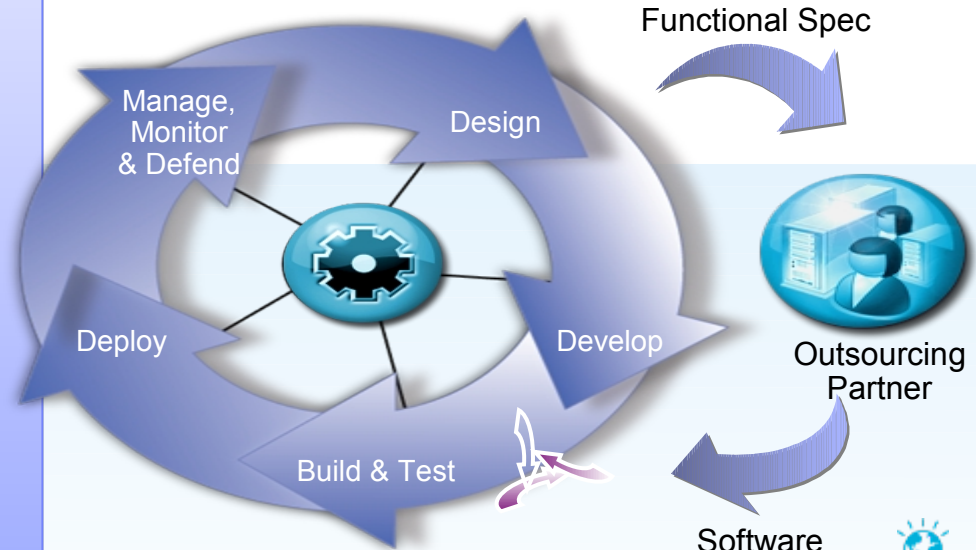 Functional Spec
Manage,
Monitor
& Defend
Design
Deploy
Develop
Outsourcing
Partner
Build & Test
Software